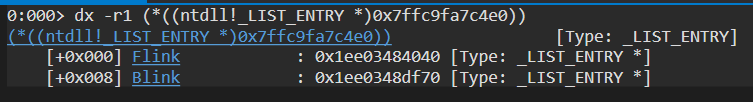 0:000> dx -r1 (*((ntdll!_LIST_ENTRY *)0x7ffc9fa7c4e0))
(*((ntdll!_LIST_ENTRY *)0x7ffc9fa7c4e0))                 [Type: _LIST_ENTRY]
    [+0x000] Flink            : 0x1ee03484040 [Type: _LIST_ENTRY *]
    [+0x008] Blink            : 0x1ee0348df70 [Type: _LIST_ENTRY *]